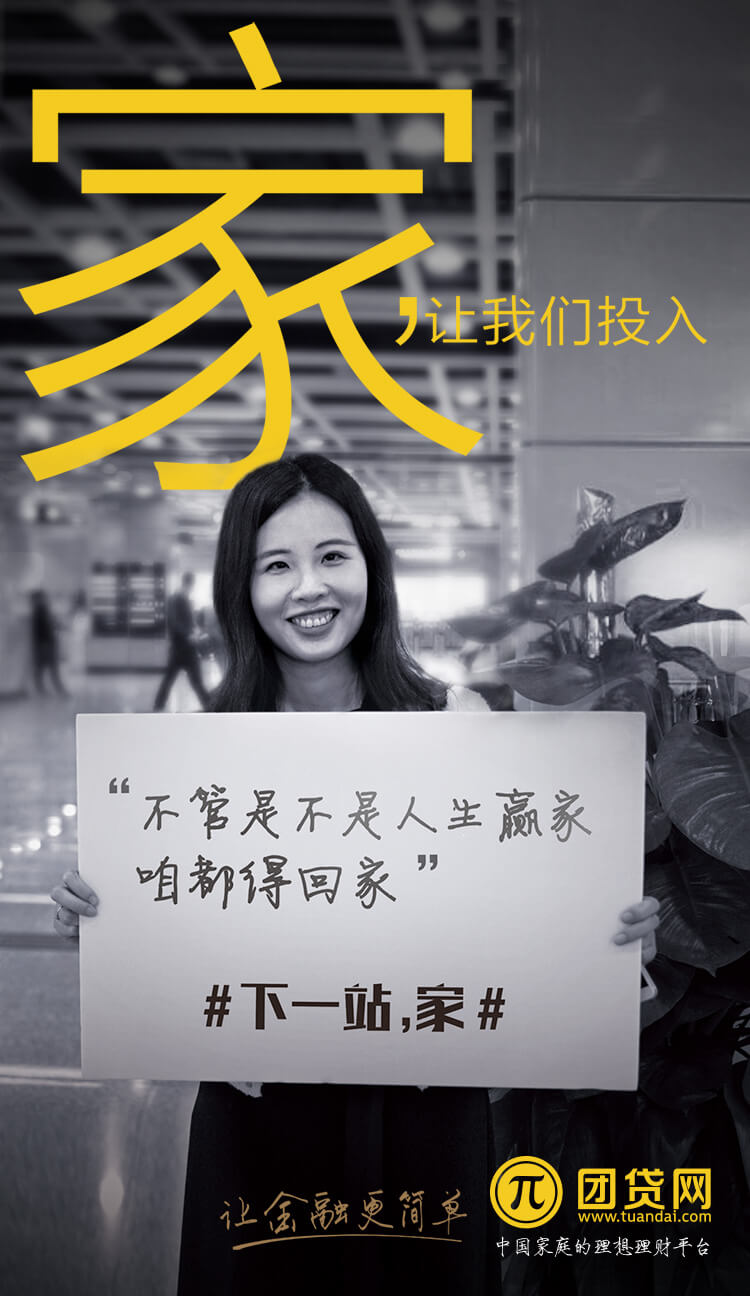 家
,让我们投入
“不管是不是人生赢家
咱都得回家”
#下一站,家#
让金融更简单
团贷网
www.tuandai.com
中国家庭的理想理财平台